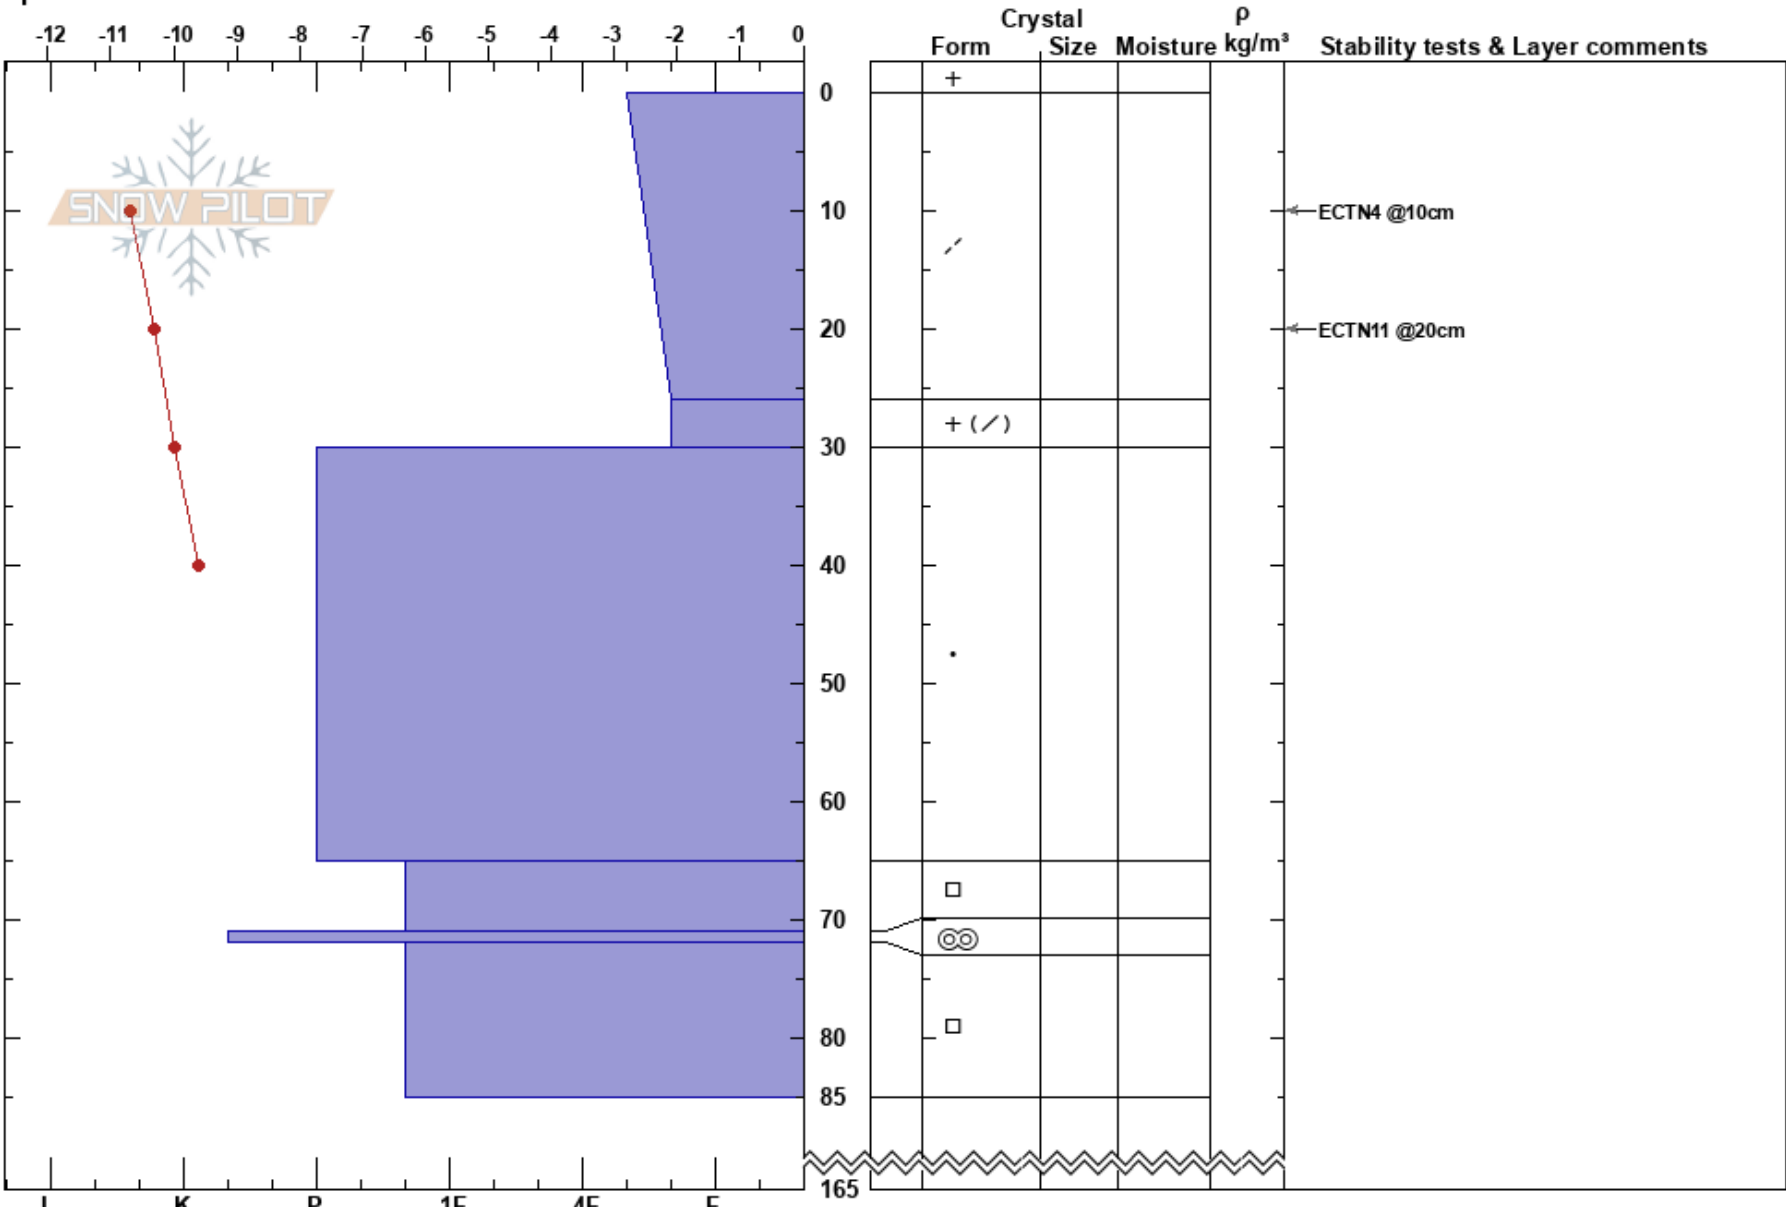 Crystal ρ
-12 -11 -10 -9 -8 -7 -6 -5 -4 -3 -2 -1 0 Form Size Moisture kg/m³ Stability tests & Layer comments
+
0
SNOW PILOT
10 ECTN4 @10cm
20 ECTN11 @20cm
+ (/)
30
40
50
60
70
80
85
165
K